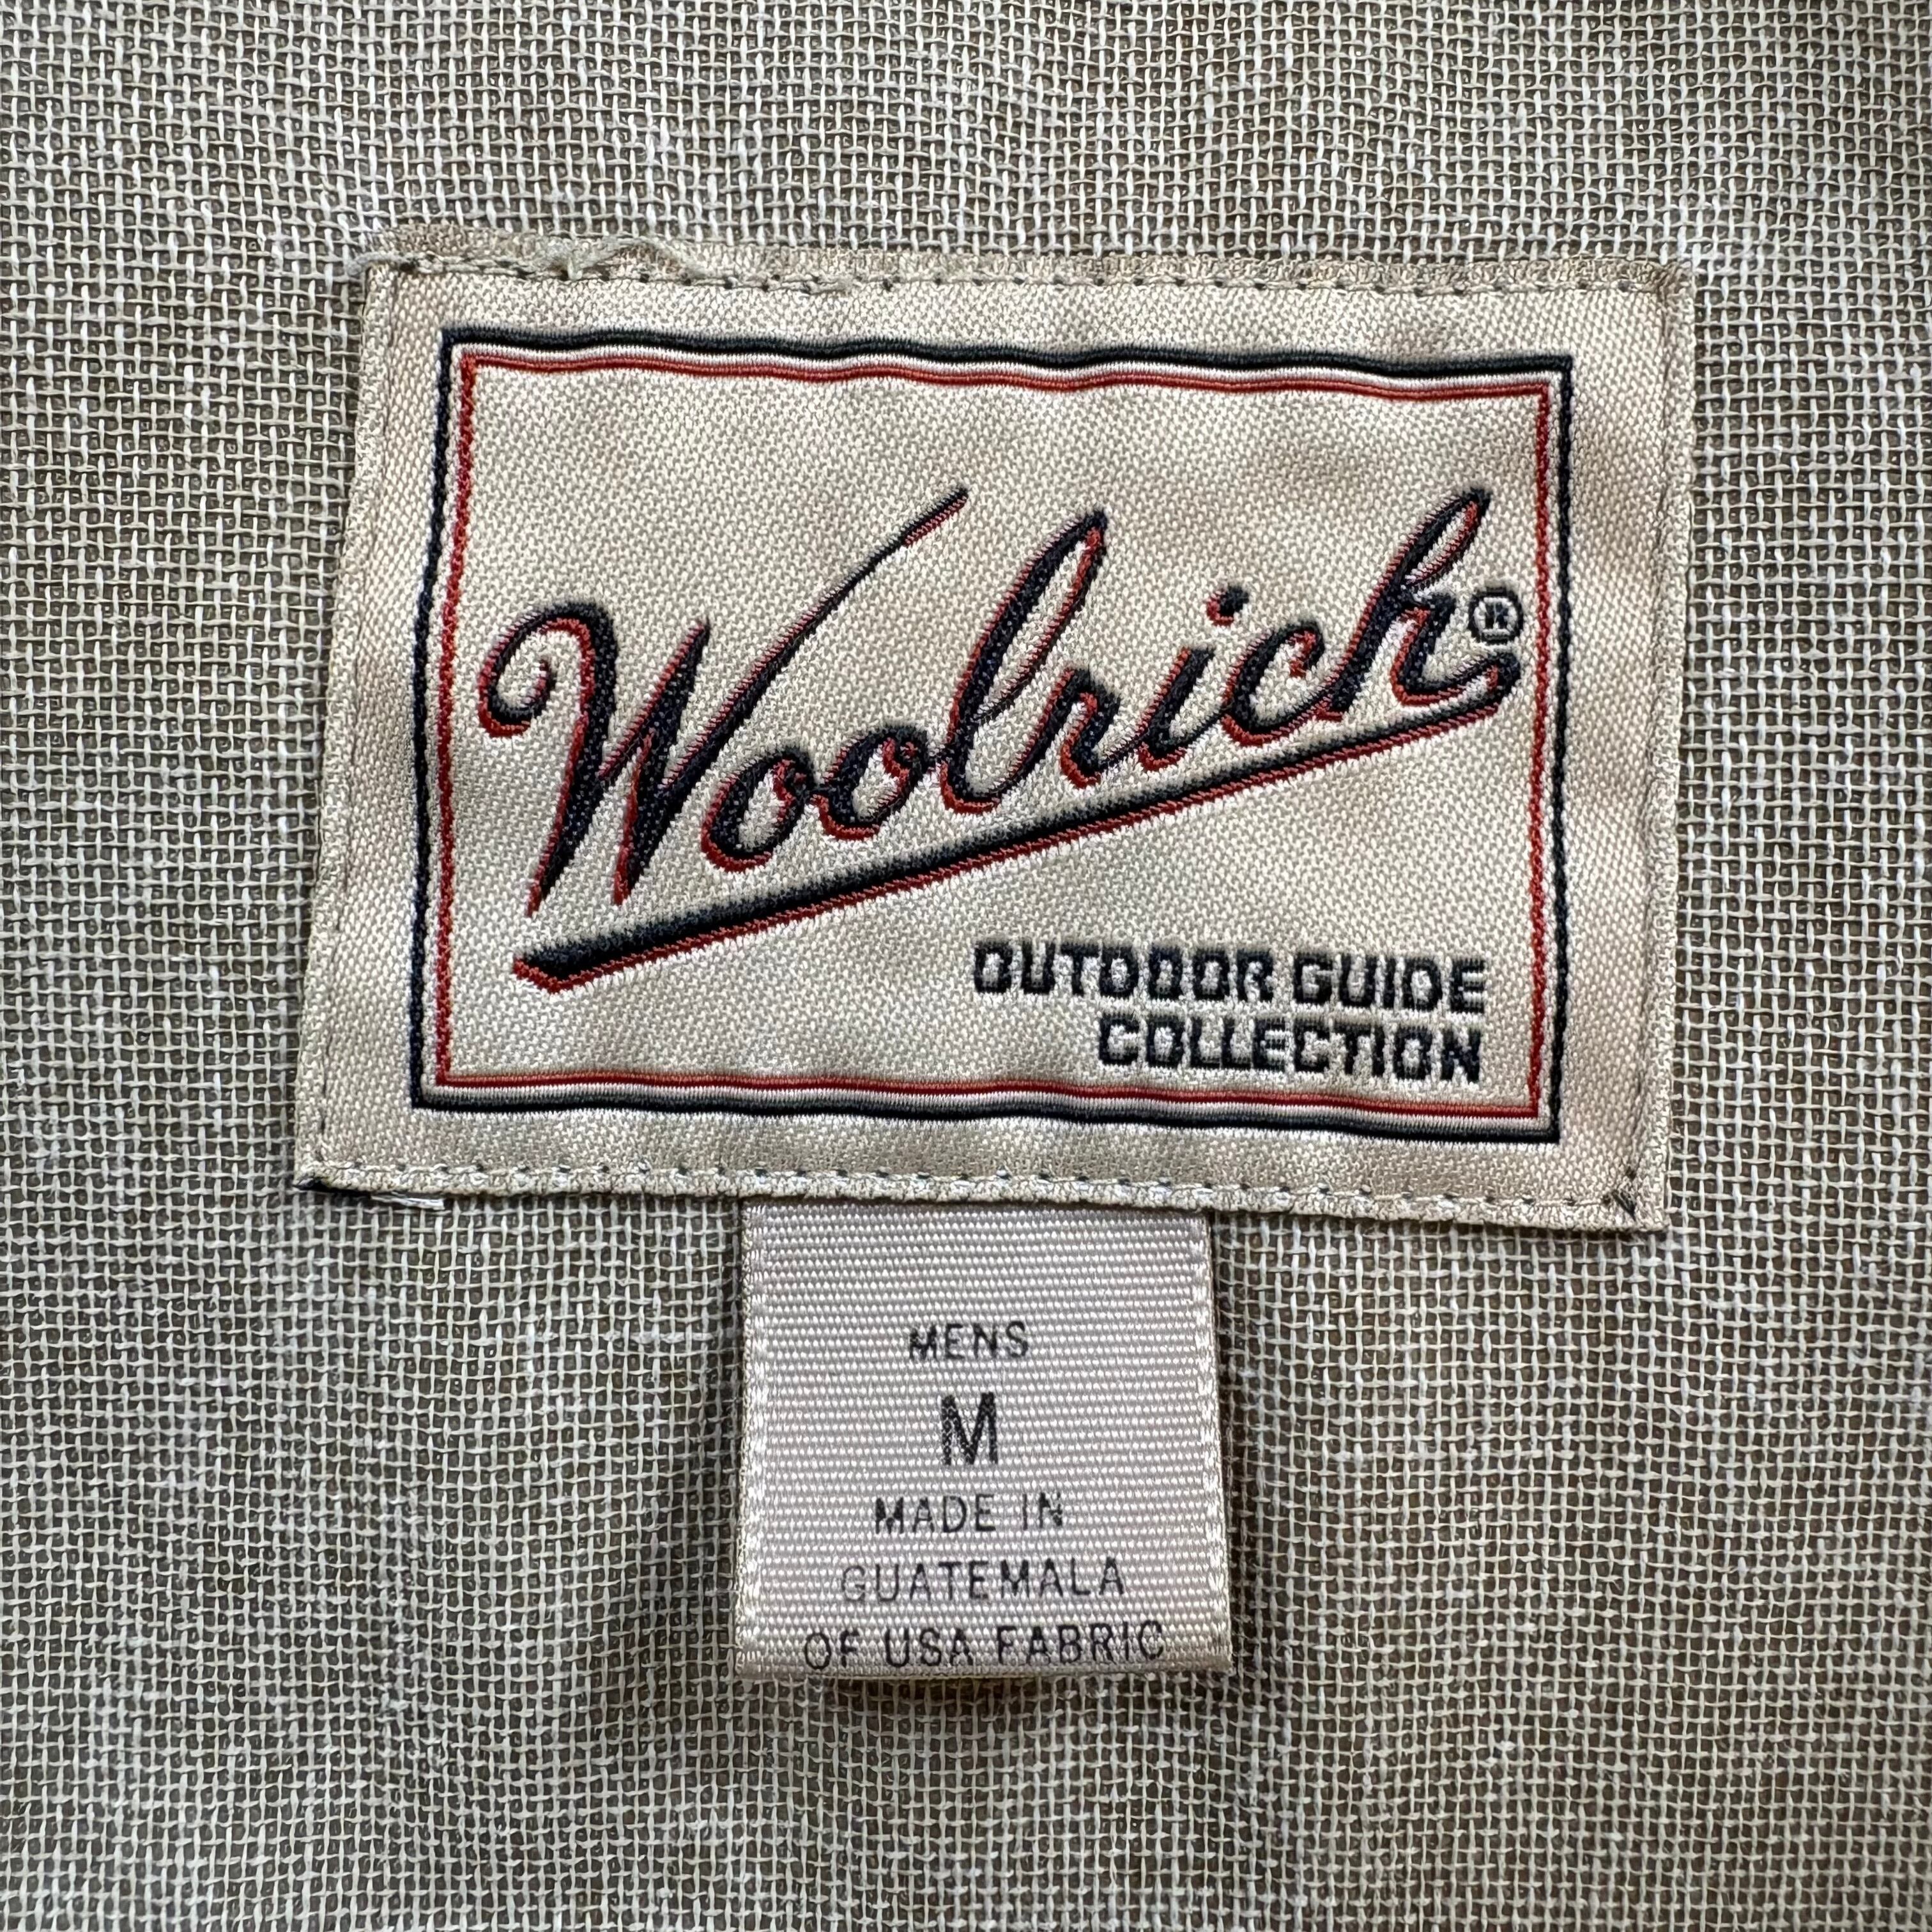 Woolrich®
OUTDOOR GUIDE
COLLECTION
MENS
M
MADE IN
GUATEMALA
OF USA FABRIC